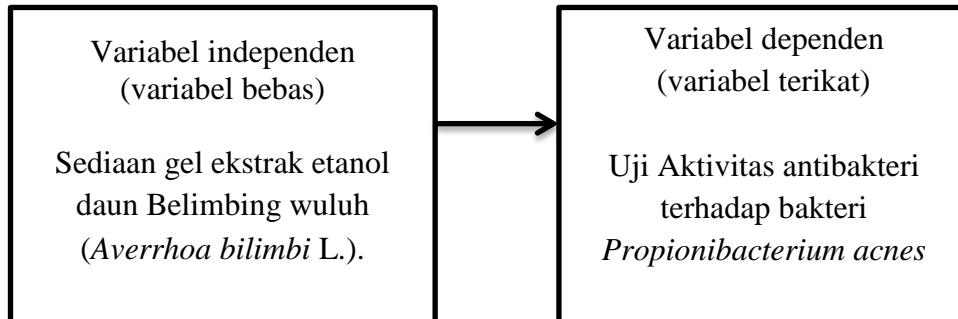 Variabel independen
(variabel bebas)
Sediaan gel ekstrak etanol
daun Belimbing wuluh
(Averrhoa bilimbi L.).
Variabel dependen
(variabel terikat)
Uji Aktivitas antibakteri
terhadap bakteri
Propionibacterium acnes